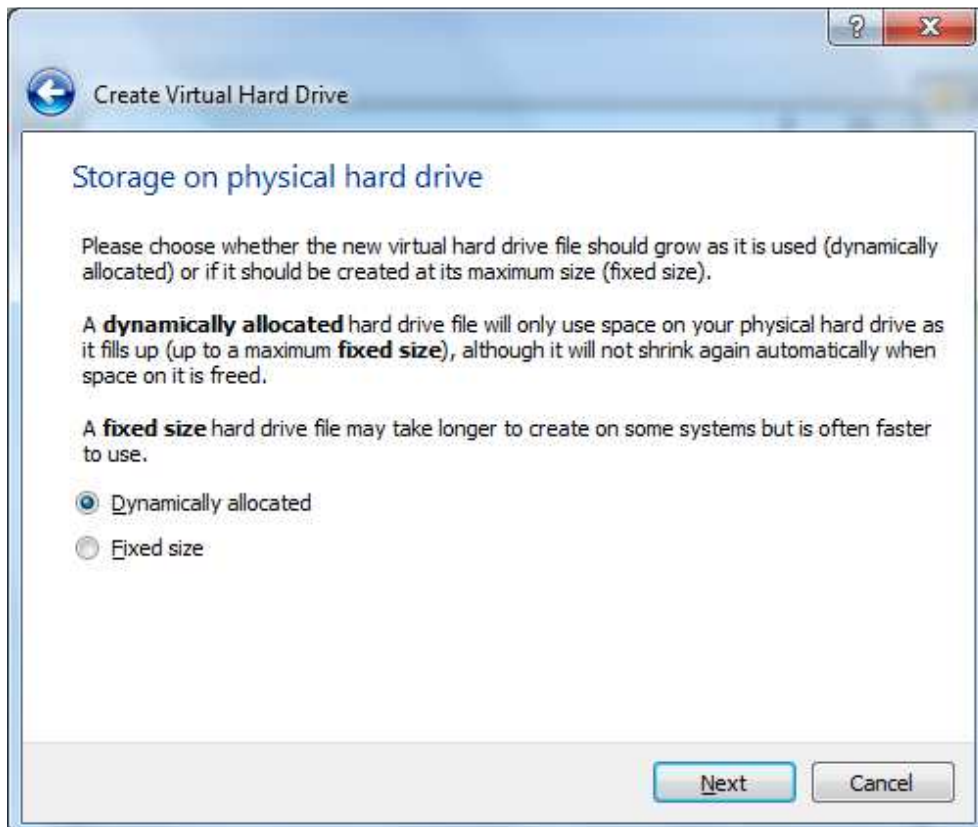 ?
x
Create Virtual Hard Drive
Storage on physical hard drive
Please choose whether the new virtual hard drive file should grow as it is used (dynamically
allocated) or if it should be created at its maximum size (fixed size).
A dynamically allocated hard drive file will only use space on your physical hard drive as
it fills up (up to a maximum fixed size), although it will not shrink again automatically when
space on it is freed.
A fixed size hard drive file may take longer to create on some systems but is often faster
to use.
Dynamically allocated
Fixed size
Next Cancel